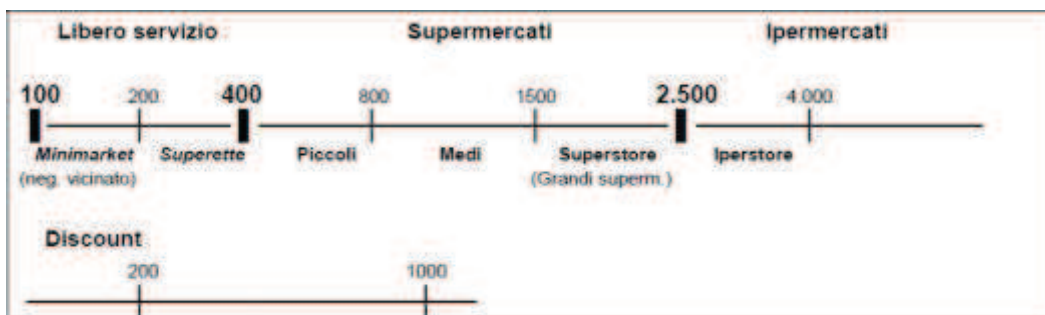 Libero servizio Supermercati Ipermercati
100 200 400 800 1500 2.500 4.000
Minimarket Superette Piccoli Medi Superstore Iperstore
(neg. vicinato) (Grandi superm.)
Discount
200 1000